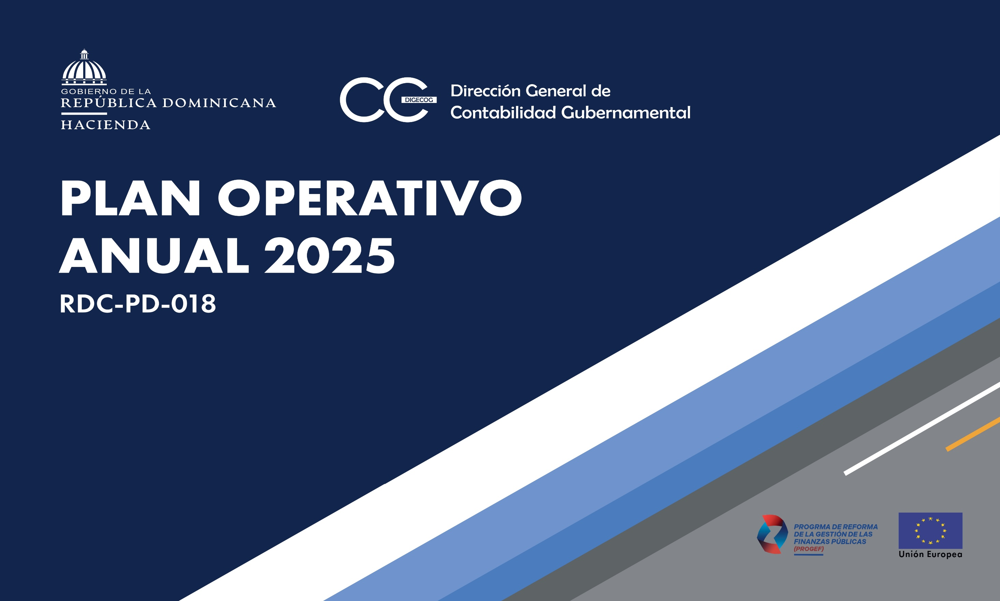 GOBIERNO DE LA
REPÚBLICA DOMINICANA
HACIENDA
DIGECOG
Dirección General de
Contabilidad Gubernamental
PLAN OPERATIVO
ANUAL 2025
RDC-PD-018
PROGRMA DE REFORMA
DE LA GESTIÓN DE LAS
FINANZAS PÚBLICAS
(PROGEF)
Unión Europea